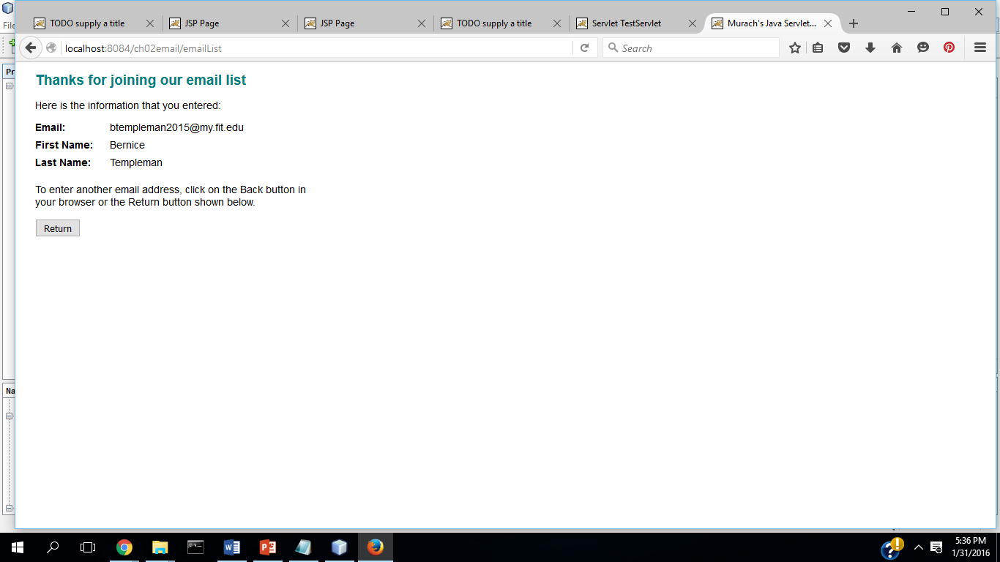 TODO supply a title
JSP Page
JSP Page
TODO supply a title
Servlet TestServlet
Murach's Java Servlet...
File
localhost:8084/ch02email/emailList
Search
Pr
Thanks for joining our email list
Here is the information that you entered:
Email: btempleman2015@my.fit.edu
First Name: Bernice
Last Name: Templeman
To enter another email address, click on the Back button in
your browser or the Return button shown below.
Return
Na
5:36 PM
1/31/2016